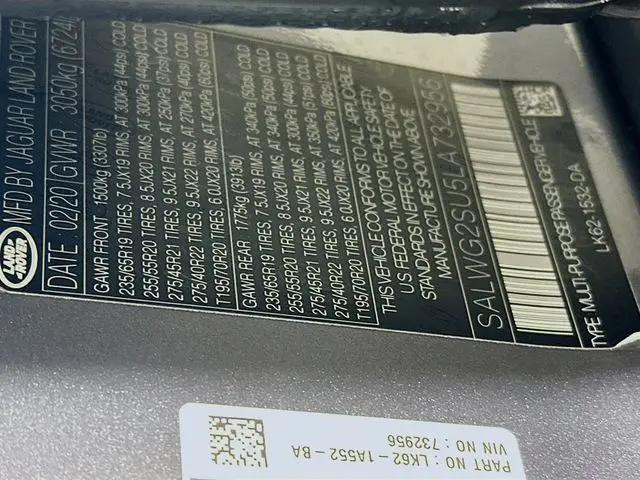 LAND
ROVER
MFD BY JAGUAR LAND ROVER
DATE 02/20 GVWR 3050kg (6724l
GAWR FRONT 1500kg (3307lb)
235/65R19 TIRES, 7.5JX19 RIMS, AT 300kPa (44psi) COLD
255/55R20 TIRES, 8.5JX20 RIMS, AT 300kPa (44psi) COLD
275/45R21 TIRES, 9.5JX21 RIMS, AT 250kPa (37psi) COLD
275/40R22 TIRES, 9.5JX22 RIMS, AT 270kPa (40psi) COLD
T195/70R20 TIRES, 6.0JX20 RIMS, AT 420kPa (60psi) COLD
GAWR REAR 1775kg (3913lb)
235/65R19 TIRES, 7.5JX19 RIMS, AT 340kPa (50psi) COLD
255/55R20 TIRES, 8.5JX20 RIMS, AT 340kPa (50psi) COLD
275/45R21 TIRES, 9.5JX21 RIMS, AT 300kPa (44psi) COLD
275/40R22 TIRES, 9.5JX22 RIMS, AT 350kPa (51psi) COLD
T195/70R20 TIRES, 6.0JX20 RIMS, AT 420kPa (60psi) COLD
THIS VEHICLE CONFORMS TO ALL APPLICABLE
U.S. FEDERAL MOTOR VEHICLE SAFETY
STANDARDS IN EFFECT ON THE DATE OF
MANUFACTURE SHOWN ABOVE
SALWG2SU5LA732956
TYPE: MULTI-PURPOSE PASSENGER VEHICLE
LK62 1532-DA
PART NO: LK62-1A552-BA
VIN NO: 732956